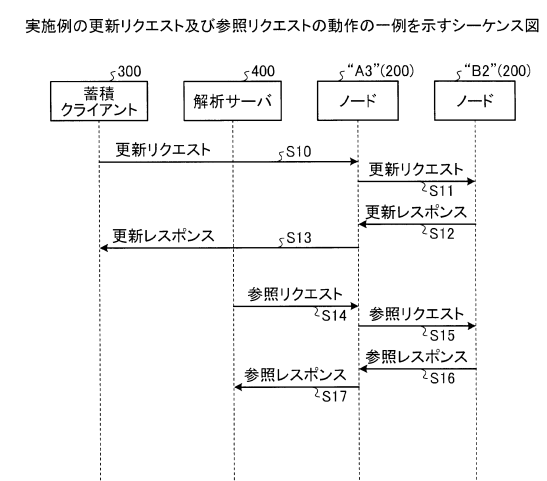 実施例の更新リクエスト及び参照リクエストの動作の一例を示すシーケンス図
300
400
“A3”(200)
“B2”(200)
蓄積
クライアント
解析サーバ
ノード
ノード
更新リクエスト
S10
更新リクエスト
S11
更新レスポンス
S12
更新レスポンス
S13
参照リクエスト
S14
参照リクエスト
S15
参照レスポンス
S16
参照レスポンス
S17